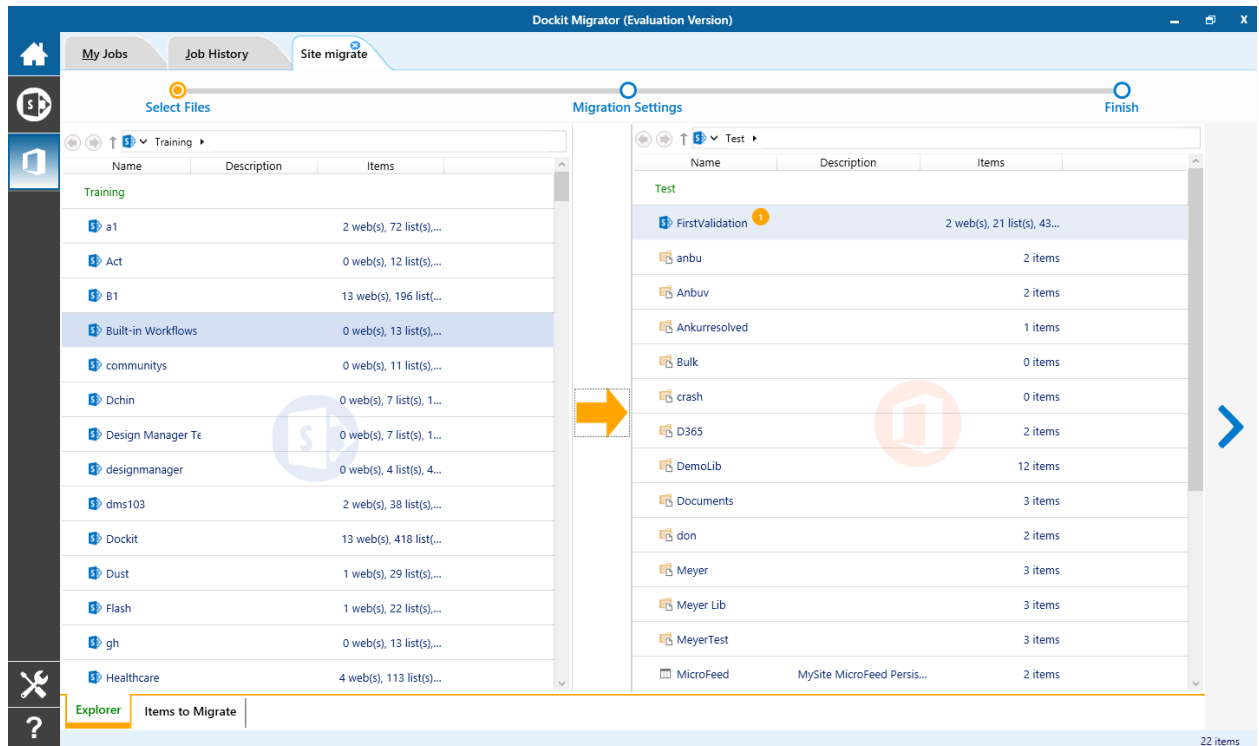 Dockit Migrator (Evaluation Version)
My Jobs
Job History
Site migrate
Select Files
Migration Settings
Finish
Training
Name Description Items
Training
a1 2 web(s), 72 list(s),...
Act 0 web(s), 12 list(s),...
B1 13 web(s), 196 list(...
Built-in Workflows 0 web(s), 13 list(s),...
communitys 0 web(s), 11 list(s),...
Dchin 0 web(s), 7 list(s), 1...
Design Manager Te 0 web(s), 7 list(s), 1...
designmanager 0 web(s), 4 list(s), 4...
dms103 2 web(s), 38 list(s),...
Dockit 13 web(s), 418 list(...
Dust 1 web(s), 29 list(s),...
Flash 1 web(s), 22 list(s),...
gh 0 web(s), 13 list(s),...
Healthcare 4 web(s), 113 list(s)...
Test
Name Description Items
Test
FirstValidation 1 2 web(s), 21 list(s), 43...
anbu 2 items
Anbuv 2 items
Ankurresolved 1 items
Bulk 0 items
crash 0 items
D365 2 items
DemoLib 12 items
Documents 3 items
don 2 items
Meyer 3 items
Meyer Lib 3 items
MeyerTest 3 items
MicroFeed MySite MicroFeed Persis... 2 items
Explorer
Items to Migrate
22 items